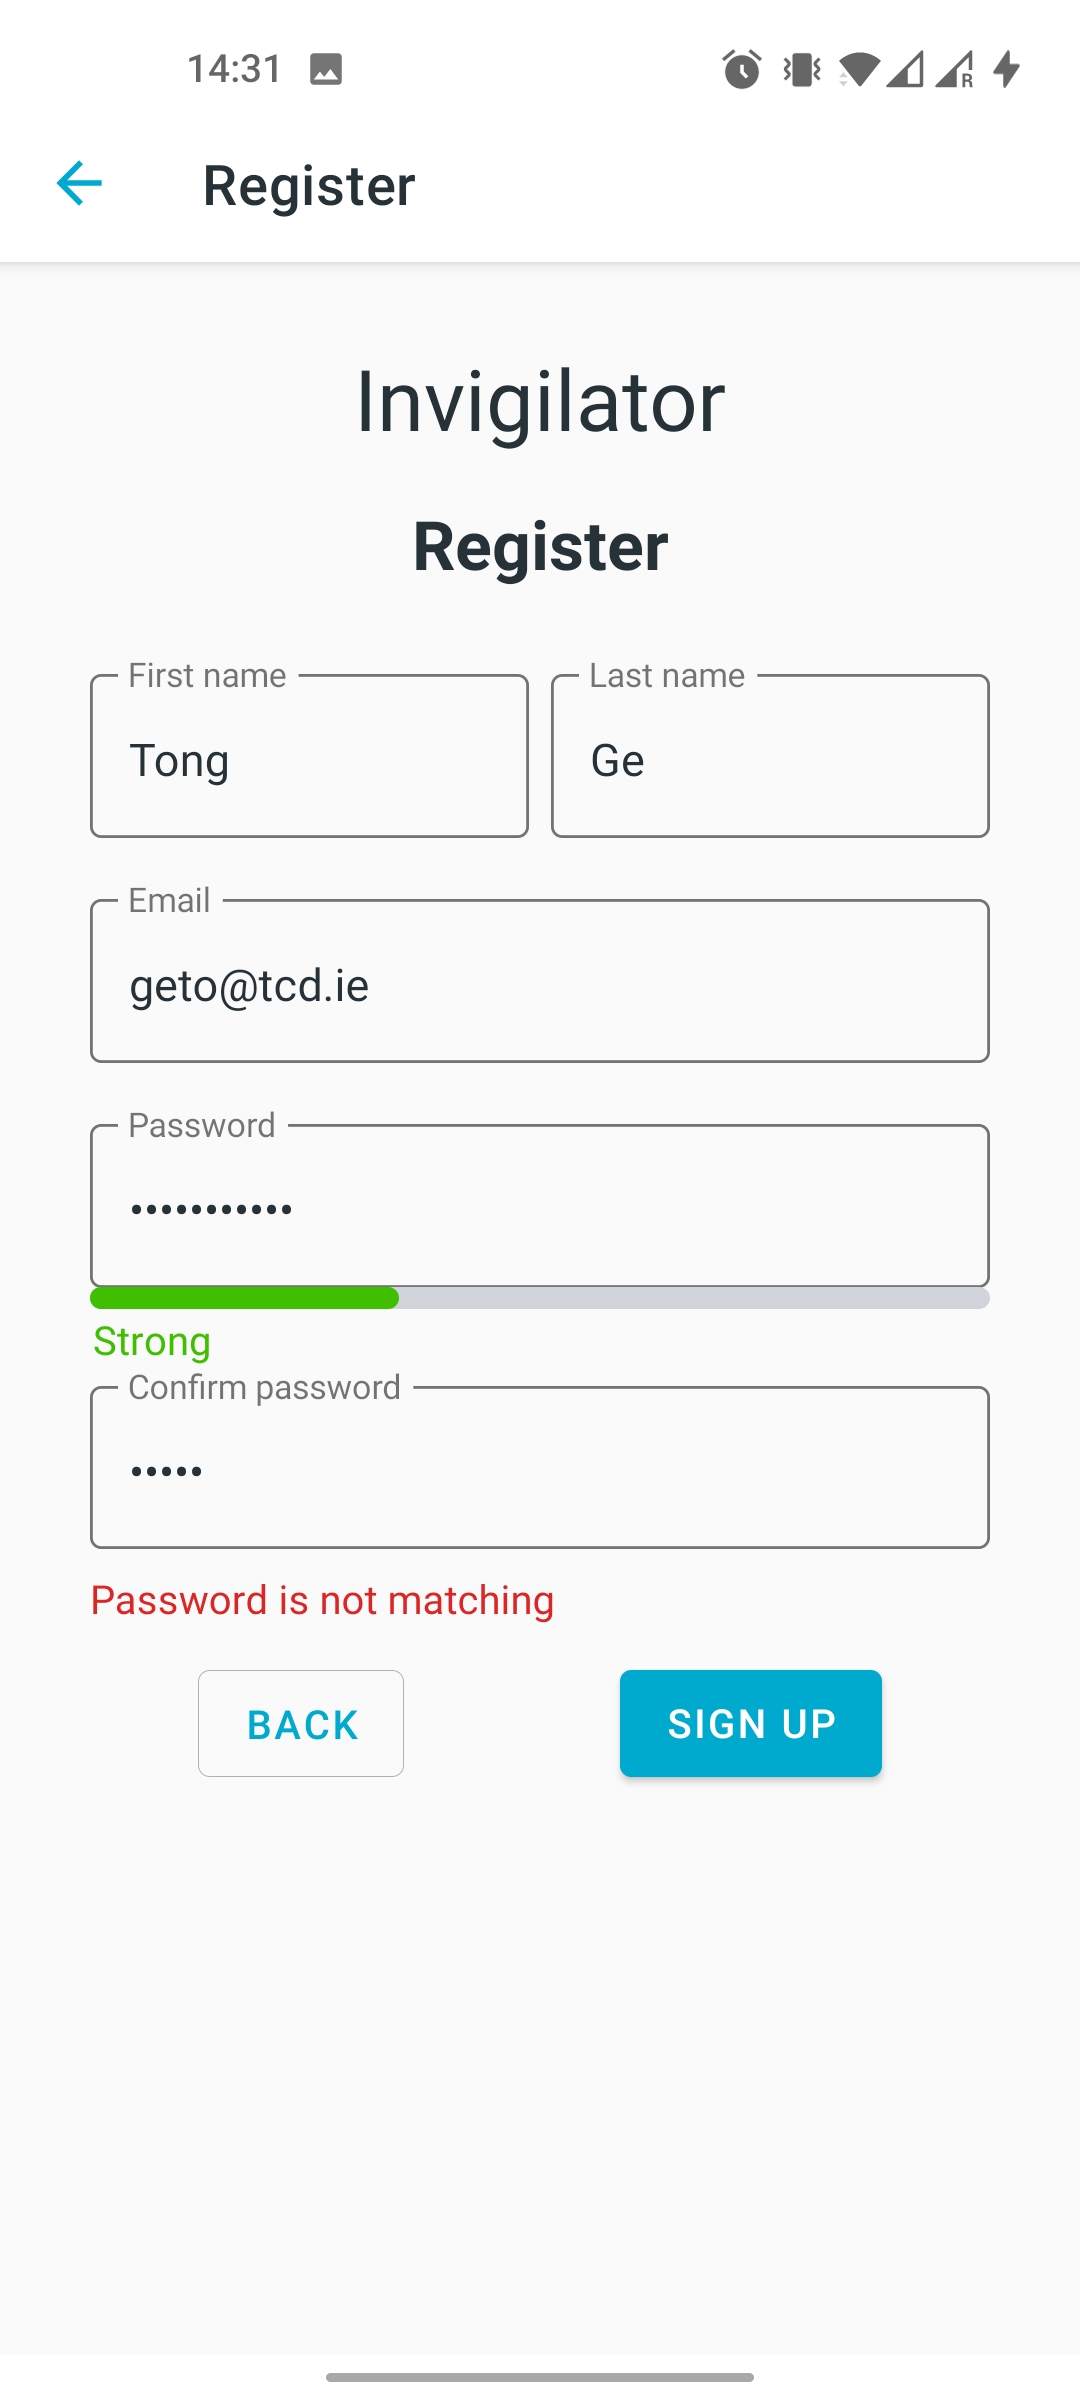 14:31
Register
Invigilator
Register
First name
Last name
Tong
Ge
Email
geto@tcd.ie
Password
•••••••••••
Strong
Confirm password
•••••
Password is not matching
BACK
SIGN UP